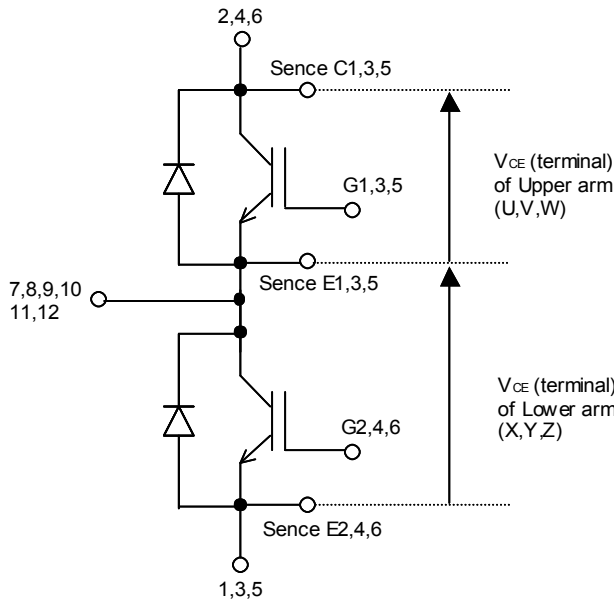 2,4,6
Sence C1,3,5
G1,3,5
VCE (terminal)
of Upper arm
(U,V,W)
Sence E1,3,5
7,8,9,10
11,12
G2,4,6
VCE (terminal)
of Lower arm
(X,Y,Z)
Sence E2,4,6
1,3,5